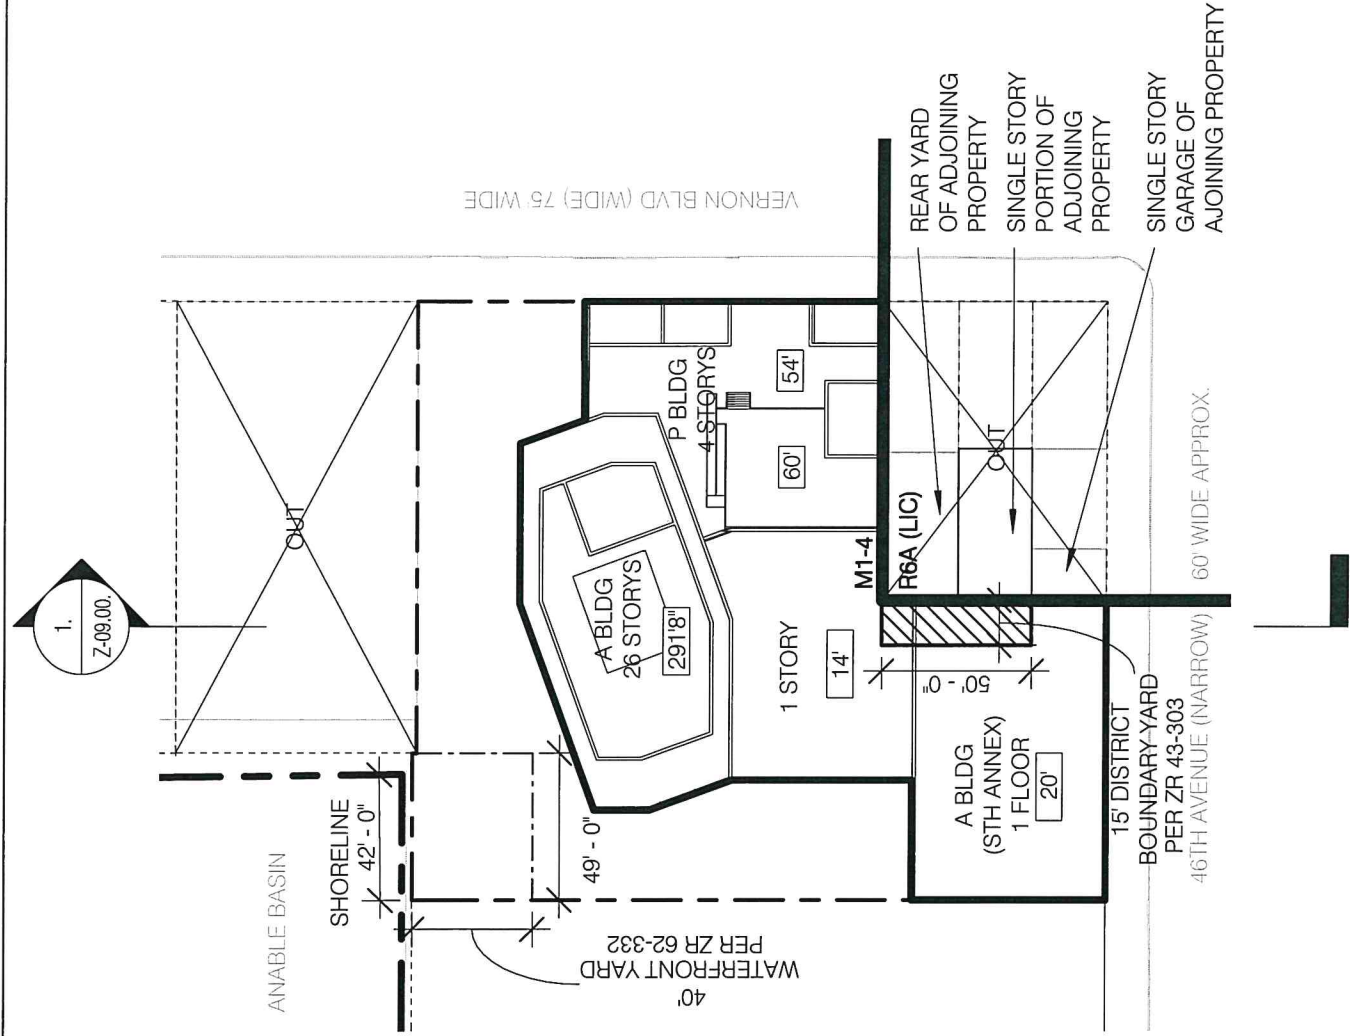 1.
Z-09.00.
ANABLE BASIN
SHORELINE
42' - 0"
49' - 0"
40'
WATERFRONT YARD
PER ZR 62-332
OUT
VERNON BLVD (WIDE) 75' WIDE
A BLDG
26 STORYS
291'8"
P BLDG
4 STORYS
54'
60'
1 STORY
14'
M1-4
R6A (LIC)
OUT
50' - 0"
A BLDG
(STH ANNEX)
1 FLOOR
20'
15' DISTRICT
BOUNDARY YARD
PER ZR 43-303
46TH AVENUE (NARROW) 60' WIDE APPROX.
REAR YARD
OF ADJOINING
PROPERTY
SINGLE STORY
PORTION OF
ADJOINING
PROPERTY
SINGLE STORY
GARAGE OF
AJOINING PROPERTY